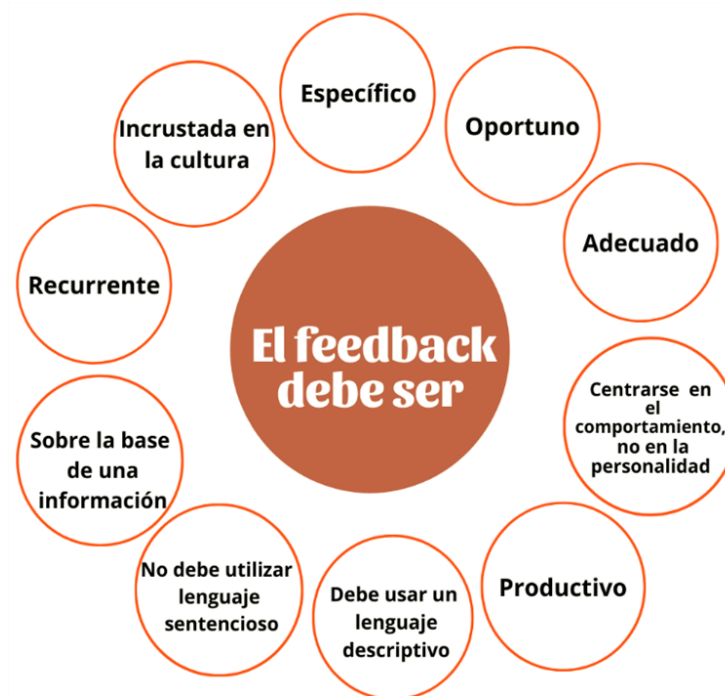 El feedback
debe ser
Específico
Oportuno
Adecuado
Centrarse en
el
comportamiento,
no en la
personalidad
Productivo
Debe usar un
lenguaje
descriptivo
No debe utilizar
lenguaje
sentencioso
Sobre la base
de una
información
Recurrente
Incrustada en
la cultura